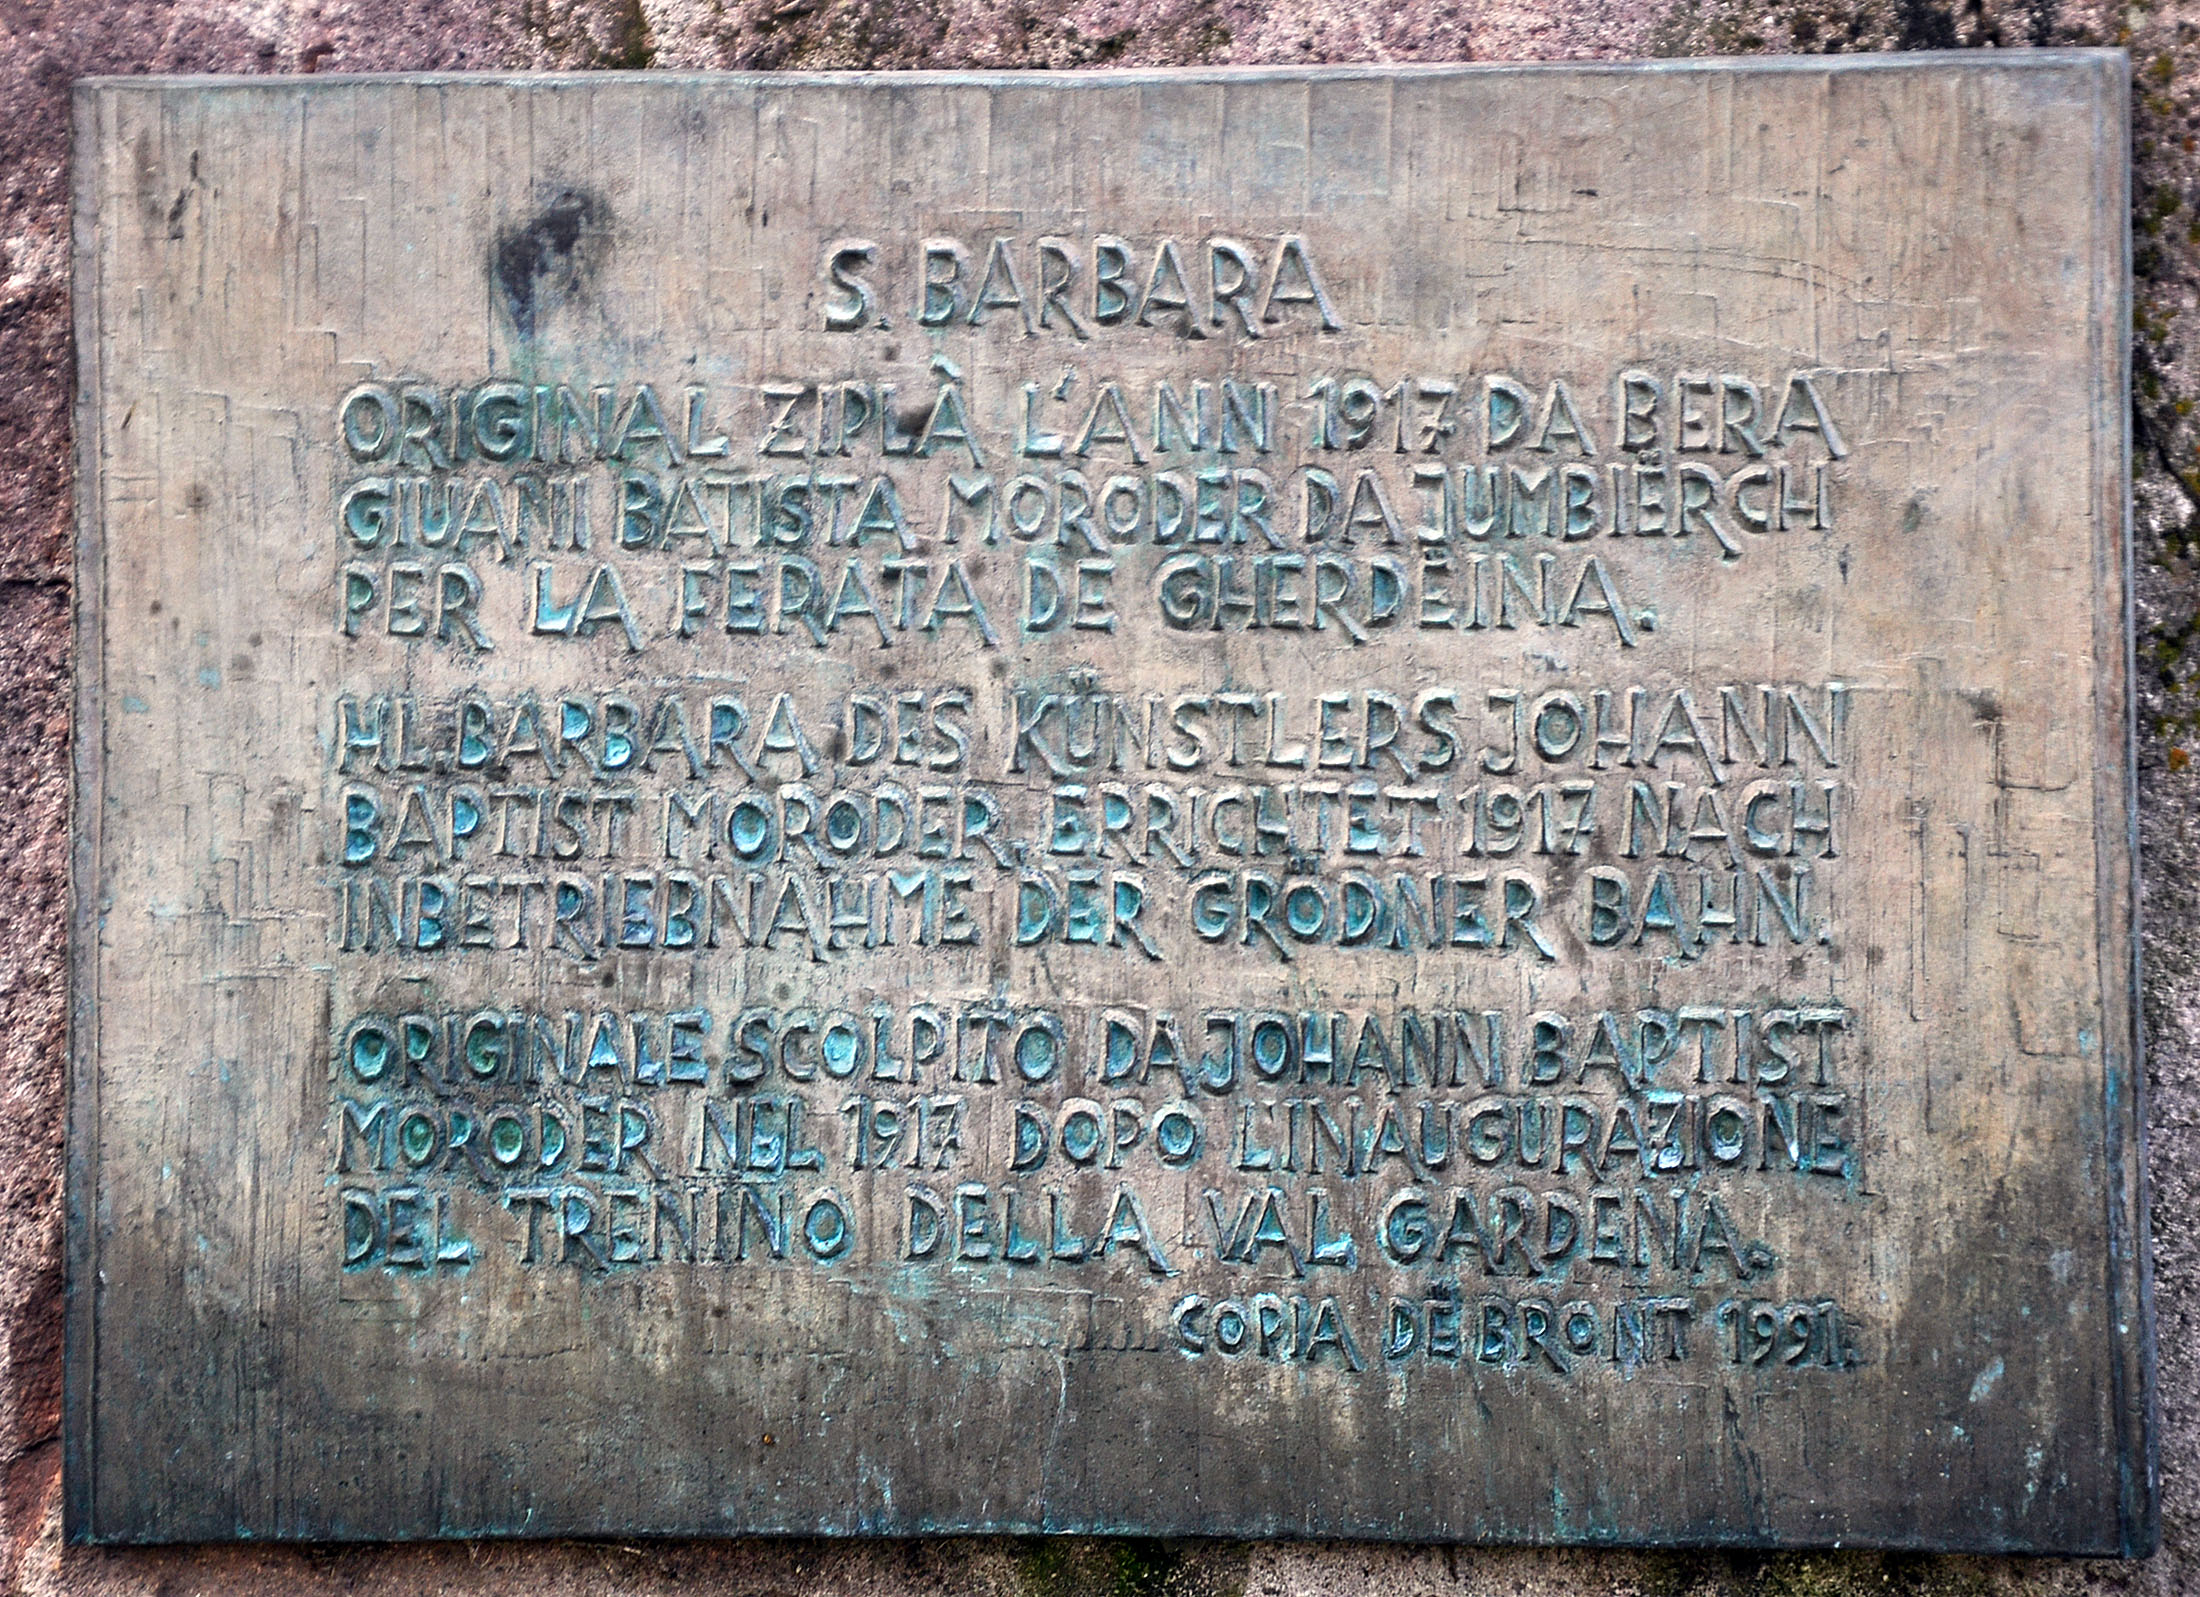 S. BARBARA
ORIGINAL ZIPLÀ L'ANN 1917 DA BERA
GIUANI BATISTA MORODER DA JUMBIËRCH
PER LA FERATA DE GHERDËINA.
HL. BARBARA DES KÜNSTLERS JOHANN
BAPTIST MORODER, ERRICHTET 1917 NACH
INBETRIEBNAHME DER GRÖDNER BAHN.
ORIGINALE SCOLPITO DA JOHANN BAPTIST
MORODER NEL 1917 DOPO L'INAUGURAZIONE
DEL TRENINO DELLA VAL GARDENA.
COPIA DË BRONT 1991.